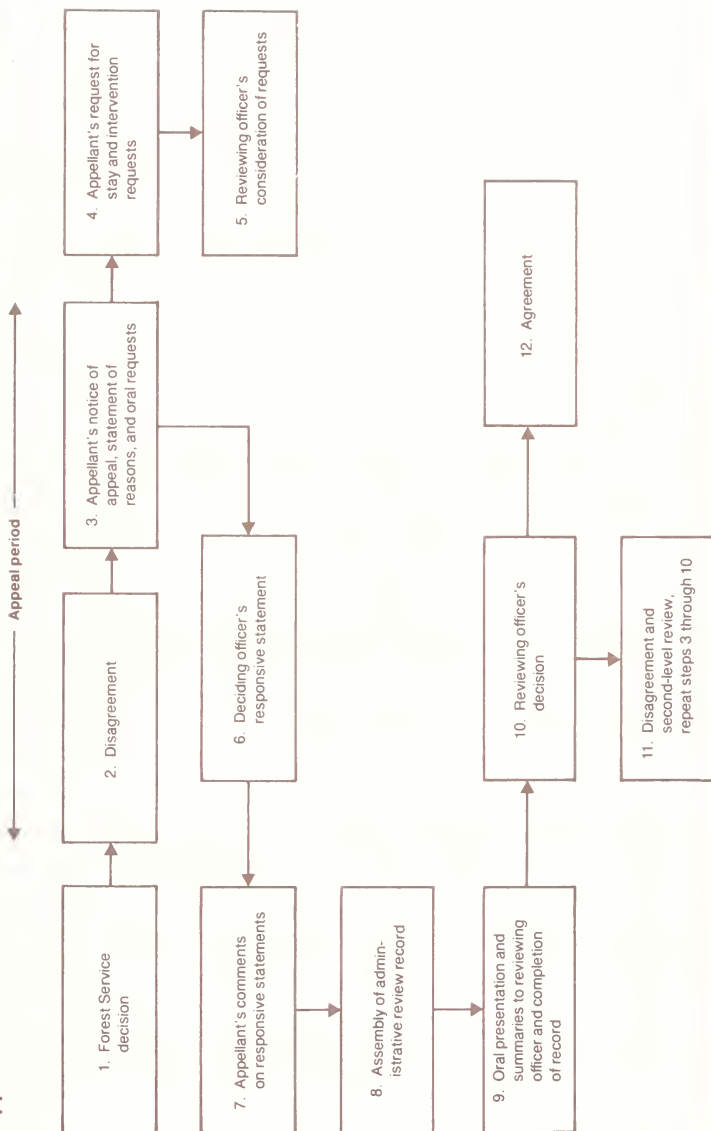 Appeal period
1. Forest Service
decision
2. Disagreement
3. Appellant's notice of
appeal, statement of
reasons, and oral requests
4. Appellant's request for
stay and intervention
requests
5. Reviewing officer's
consideration of requests
6. Deciding officer's
responsive statement
7. Appellant's comments
on responsive statements
8. Assembly of admin-
istrative review record
9. Oral presentation and
summaries to reviewing
officer and completion
of record
10. Reviewing officer's
decision
11. Disagreement and
second-level review,
repeat steps 3 through 10
12. Agreement